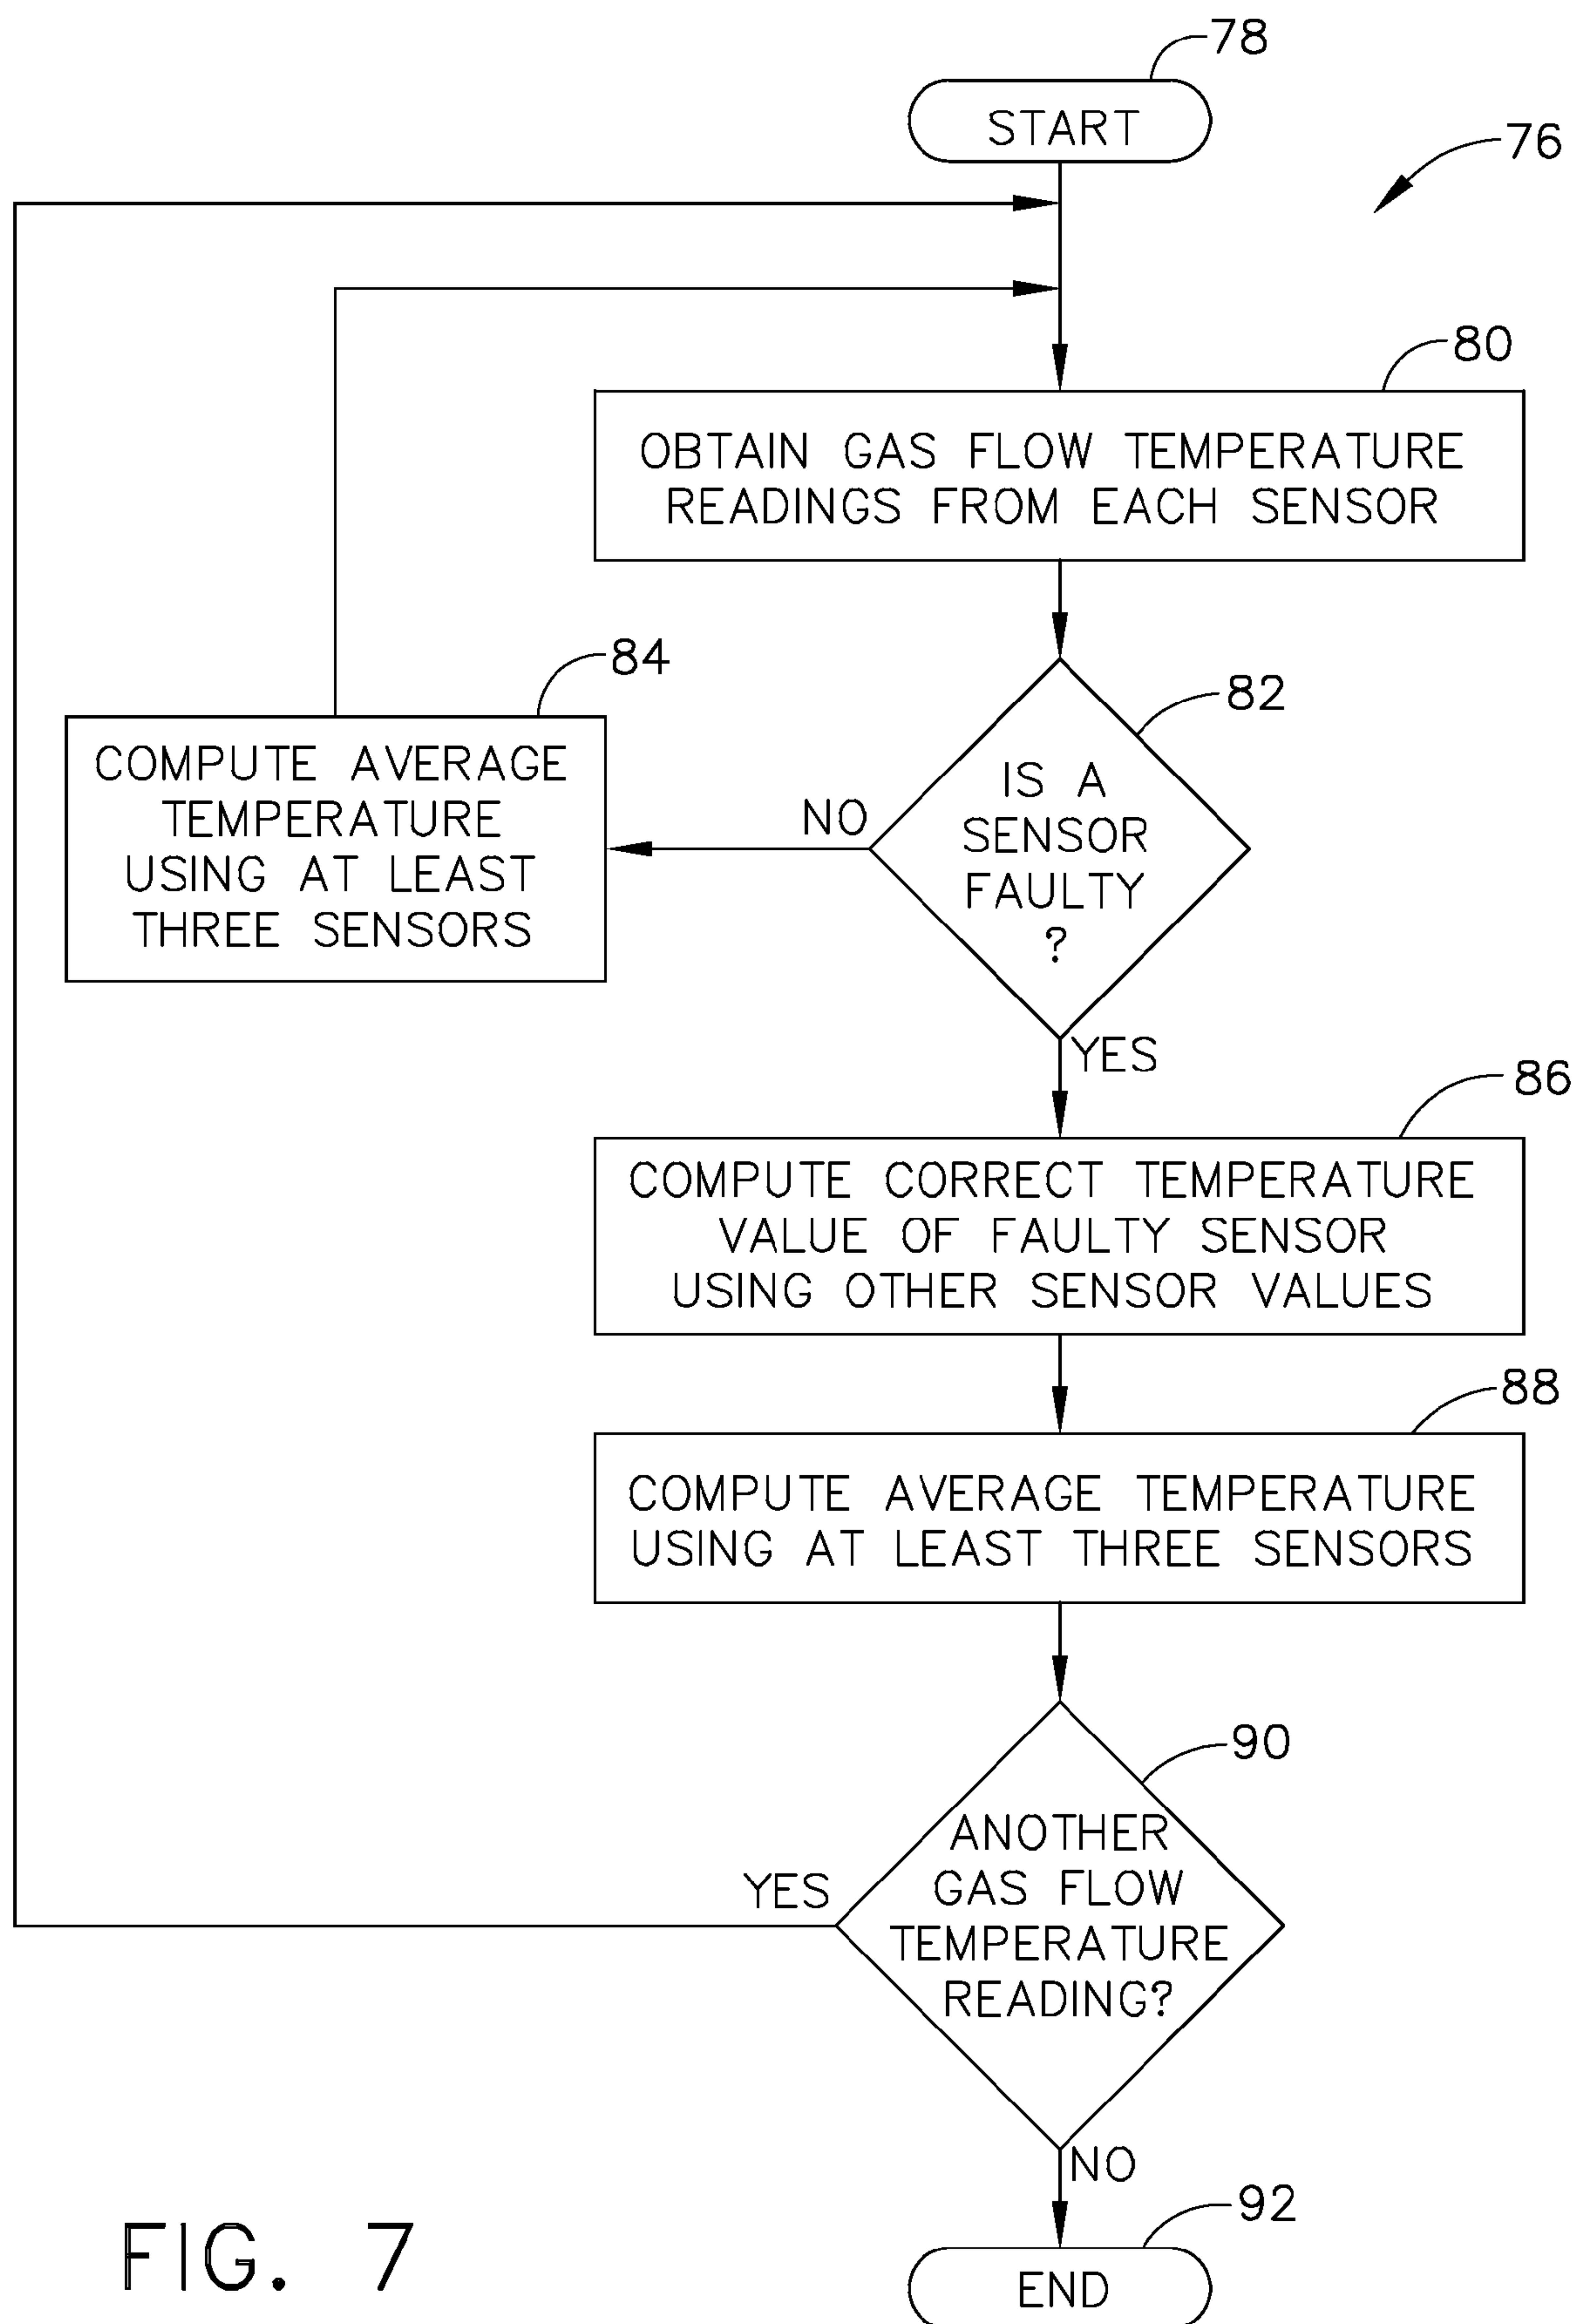 78
START
76
80
OBTAIN GAS FLOW TEMPERATURE
READINGS FROM EACH SENSOR
84
82
COMPUTE AVERAGE
TEMPERATURE
USING AT LEAST
THREE SENSORS
NO
IS A
SENSOR
FAULTY
?
YES
86
COMPUTE CORRECT TEMPERATURE
VALUE OF FAULTY SENSOR
USING OTHER SENSOR VALUES
88
COMPUTE AVERAGE TEMPERATURE
USING AT LEAST THREE SENSORS
90
ANOTHER
GAS FLOW
TEMPERATURE
READING?
YES
NO
92
END
FIG. 7